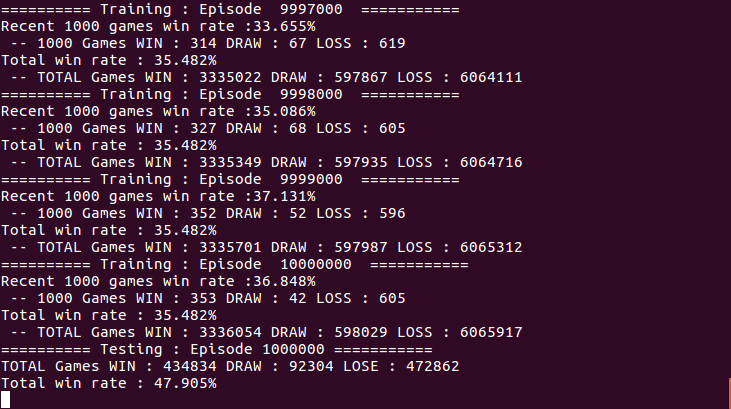 ========== Training : Episode  9997000  ===========
Recent 1000 games win rate :33.655%
 -- 1000 Games WIN : 314 DRAW : 67 LOSS : 619
Total win rate : 35.482%
 -- TOTAL Games WIN : 3335022 DRAW : 597867 LOSS : 6064111
========== Training : Episode  9998000  ===========
Recent 1000 games win rate :35.086%
 -- 1000 Games WIN : 327 DRAW : 68 LOSS : 605
Total win rate : 35.482%
 -- TOTAL Games WIN : 3335349 DRAW : 597935 LOSS : 6064716
========== Training : Episode  9999000  ===========
Recent 1000 games win rate :37.131%
 -- 1000 Games WIN : 352 DRAW : 52 LOSS : 596
Total win rate : 35.482%
 -- TOTAL Games WIN : 3335701 DRAW : 597987 LOSS : 6065312
========== Training : Episode  10000000  ===========
Recent 1000 games win rate :36.848%
 -- 1000 Games WIN : 353 DRAW : 42 LOSS : 605
Total win rate : 35.482%
 -- TOTAL Games WIN : 3336054 DRAW : 598029 LOSS : 6065917
========== Testing : Episode 1000000 ===========
TOTAL Games WIN : 434834 DRAW : 92304 LOSE : 472862
Total win rate : 47.905%